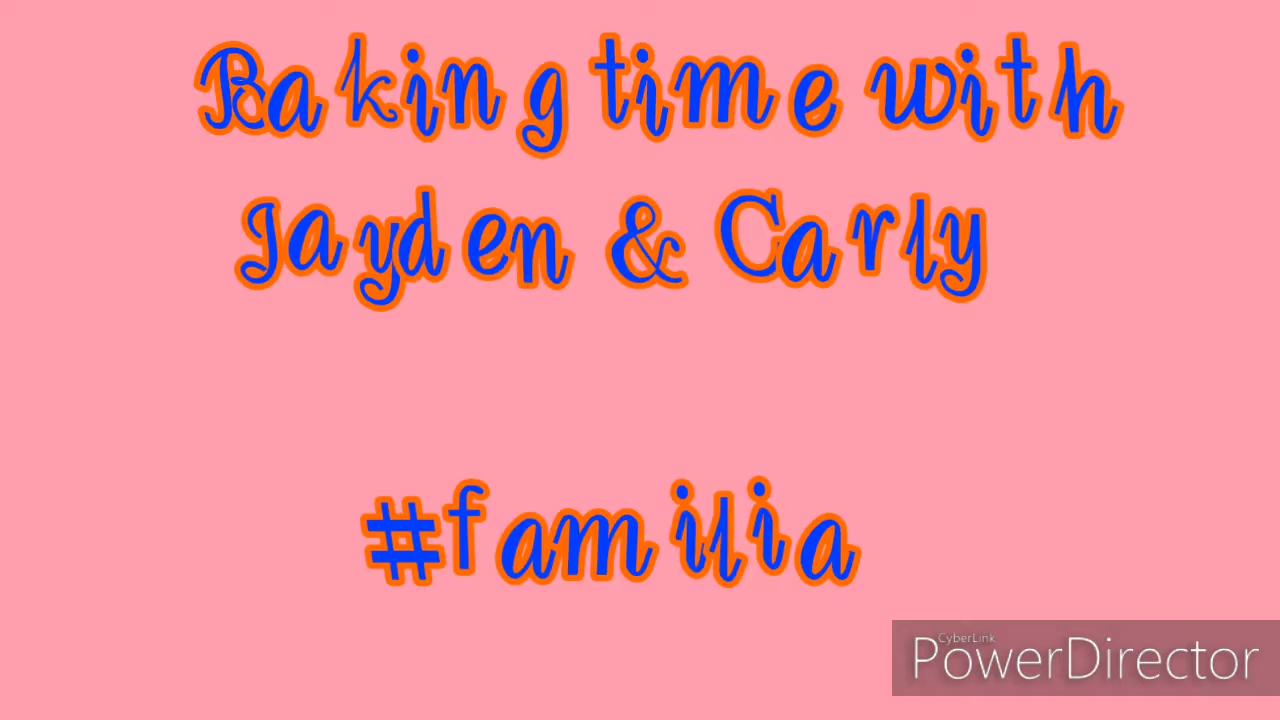 Baking time with
Jayden & Carly
#familia
CyberLink
PowerDirector